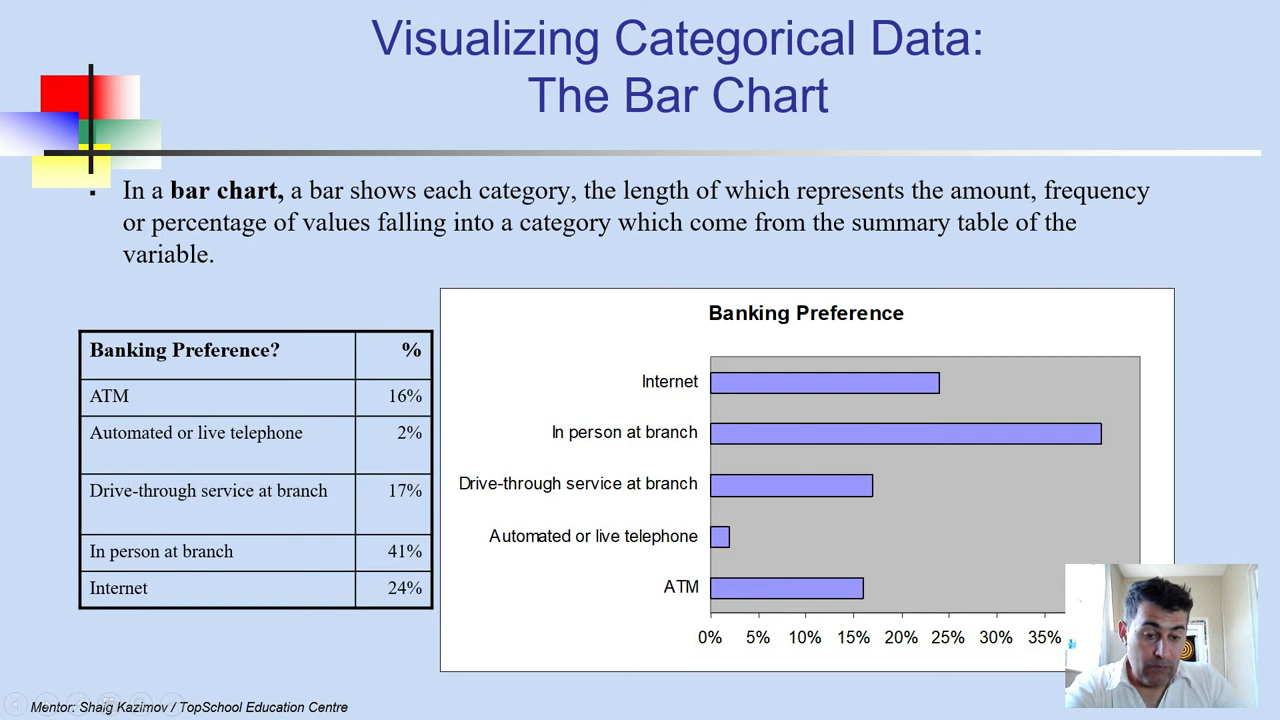 Visualizing Categorical Data:
The Bar Chart
▪ In a bar chart, a bar shows each category, the length of which represents the amount, frequency
or percentage of values falling into a category which come from the summary table of the
variable.
Banking Preference? %
ATM 16%
Automated or live telephone 2%
Drive-through service at branch 17%
In person at branch 41%
Internet 24%
Banking Preference
Internet
In person at branch
Drive-through service at branch
Automated or live telephone
ATM
0% 5% 10% 15% 20% 25% 30% 35%
Mentor: Shaig Kazimov / TopSchool Education Centre